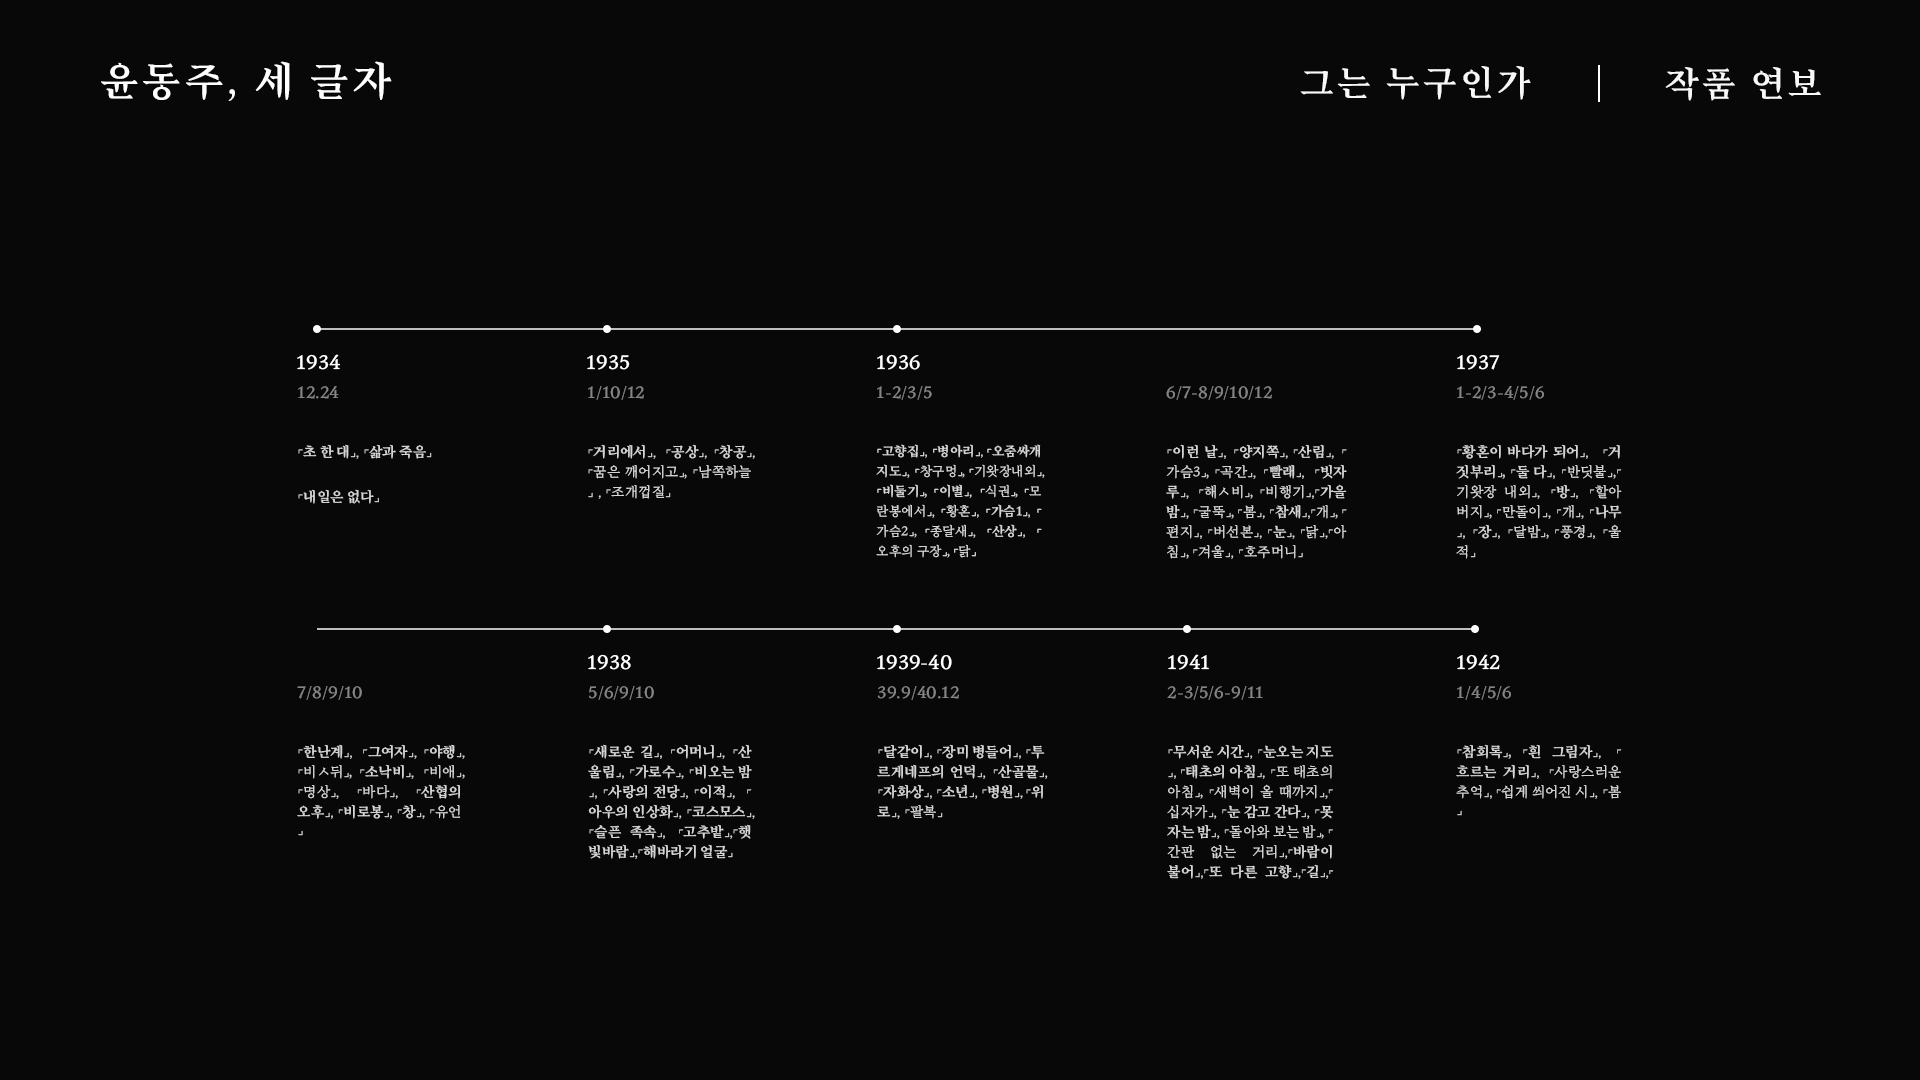 윤동주, 세 글자
그는 누구인가 | 작품 연보
1934
12.24
「초 한 대」, 「삶과 죽음」
「내일은 없다」
1935
1/10/12
「거리에서」, 「공상」, 「창공」,
「꿈은 깨어지고」, 「남쪽하늘
」, 「조개껍질」
1936
1-2/3/5
「고향집」, 「병아리」, 「오줌싸개
지도」, 「창구멍」, 「기왓장내외」,
「비둘기」, 「이별」, 「식권」, 「모
란봉에서」, 「황혼」, 「가슴1」, 「
가슴2」, 「종달새」, 「산상」, 「
오후의 구장」, 「닭」
6/7-8/9/10/12
「이런 날」, 「양지쪽」, 「산림」, 「
가슴3」, 「곡간」, 「빨래」, 「빗자
루」, 「해ㅅ비」, 「비행기」,「가을
밤」, 「굴뚝」,「봄」, 「참새」,「개」, 「
편지」, 「버선본」, 「눈」, 「닭」,「아
침」, 「겨울」, 「호주머니」
1937
1-2/3-4/5/6
「황혼이 바다가 되어」, 「거
짓부리」, 「둘 다」, 「반딧불」,「
기왓장 내외」, 「방」, 「할아
버지」, 「만돌이」, 「개」, 「나무
」, 「장」, 「달밤」, 「풍경」, 「울
적」
7/8/9/10
「한난계」, 「그여자」, 「야행」,
「비ㅅ뒤」, 「소낙비」, 「비애」,
「명상」, 「바다」, 「산협의
오후」, 「비로봉」, 「창」, 「유언
」
1938
5/6/9/10
「새로운 길」, 「어머니」, 「산
울림」, 「가로수」, 「비오는 밤
」, 「사랑의 전당」, 「이적」, 「
아우의 인상화」, 「코스모스」,
「슬픈 족속」, 「고추밭」,「햇
빛바람」,「해바라기 얼굴」
1939-40
39.9/40.12
「달같이」, 「장미 병들어」, 「투
르게네프의 언덕」, 「산골물」,
「자화상」, 「소년」, 「병원」, 「위
로」, 「팔복」
1941
2-3/5/6-9/11
「무서운 시간」, 「눈오는 지도
」, 「태초의 아침」, 「또 태초의
아침」, 「새벽이 올 때까지」,「
십자가」, 「눈 감고 간다」, 「못
자는 밤」, 「돌아와 보는 밤」, 「
간판 없는 거리」,「바람이
불어」,「또 다른 고향」,「길」,「
1942
1/4/5/6
「참회록」, 「흰 그림자」, 「
흐르는 거리」, 「사랑스러운
추억」, 「쉽게 씌어진 시」, 「봄
」